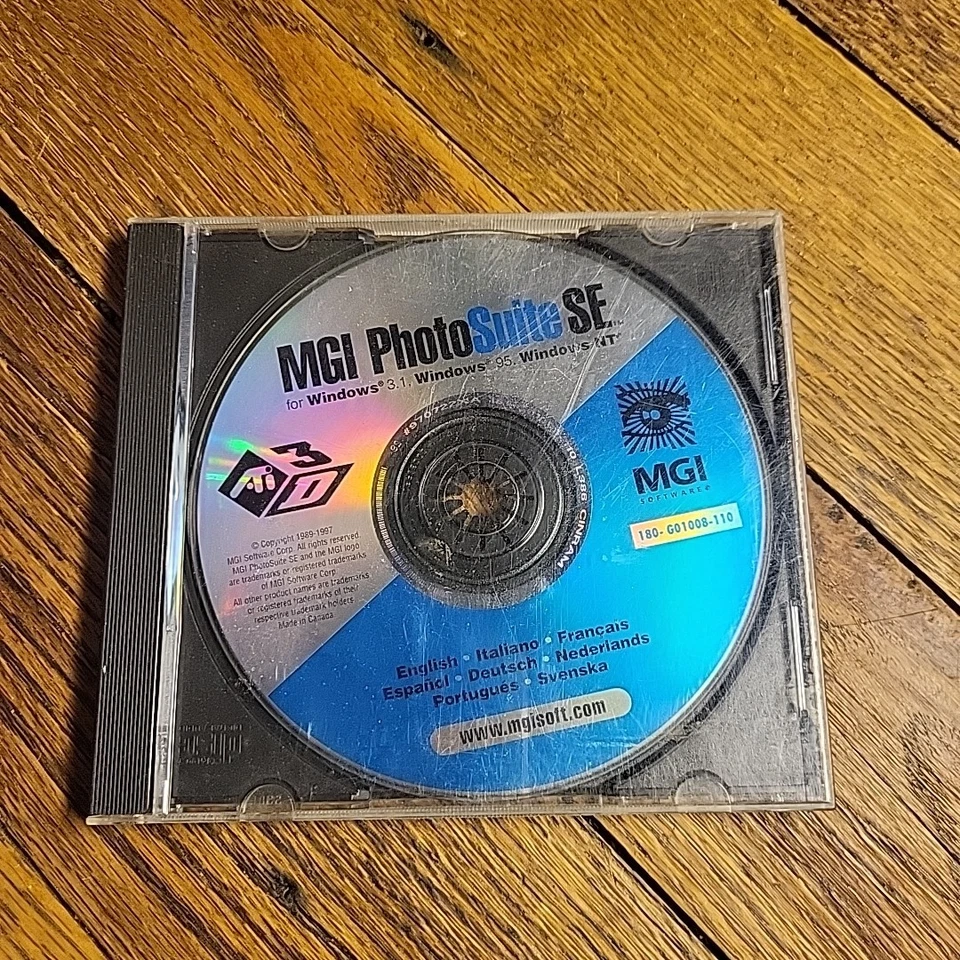 MGI PhotoSuite SE™
for Windows® 3.1, Windows® 95, Windows NT®
3D
MGI
SOFTWARE
180- G01008-110
© Copyright 1989-1997
MGI Software Corp. All rights reserved.
MGI PhotoSuite SE and the MGI logo
are trademarks or registered trademarks
of MGI Software Corp.
All other product names are trademarks
or registered trademarks of their
respective trademark holders.
Made in Canada
CINRAM
English • Italiano • Français
Español • Deutsch • Nederlands
Português • Svenska
www.mgisoft.com